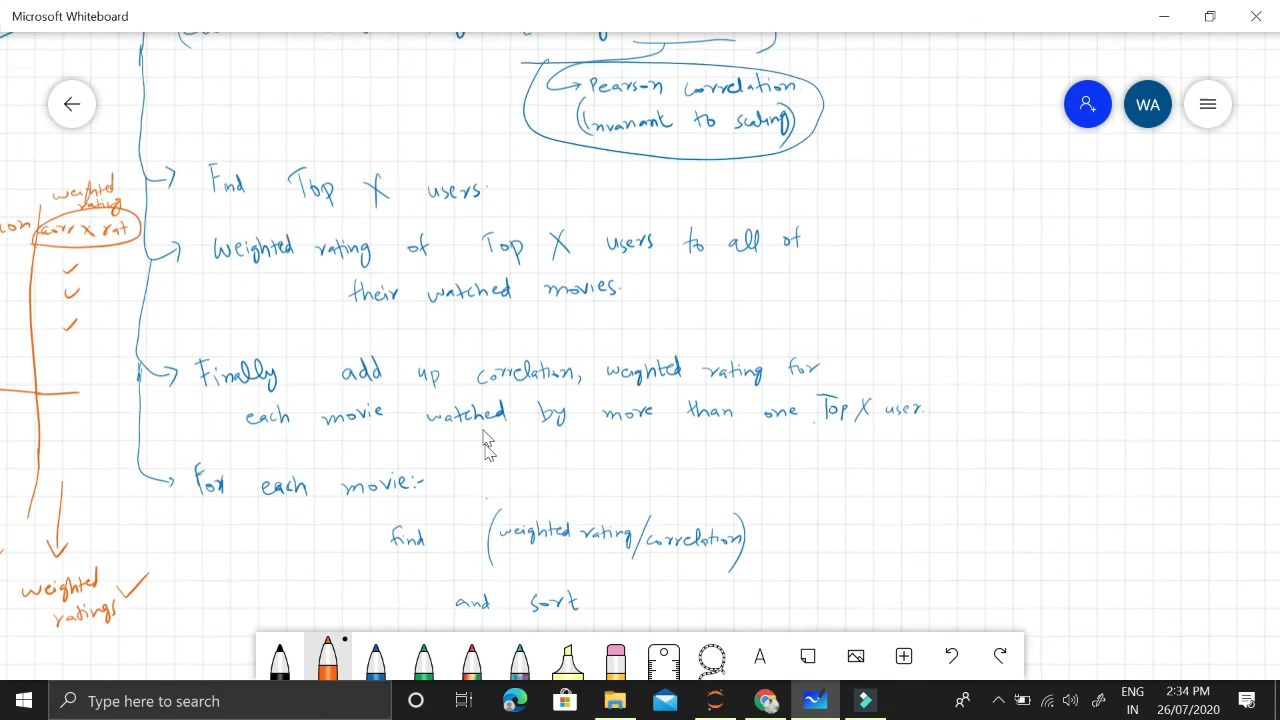 Microsoft Whiteboard
Pearson correlation
(Invariant to scaling)
WA
Find Top X users.
weighted
rating
corr x rat
Weighted rating of Top X users to all of
their watched movies.
Finally add up correlation, weighted rating for
each movie watched by more than one Top X user.
For each movie:-
find (weighted rating/correlation)
and sort
weighted
ratings
Type here to search
ENG
IN
2:34 PM
26/07/2020